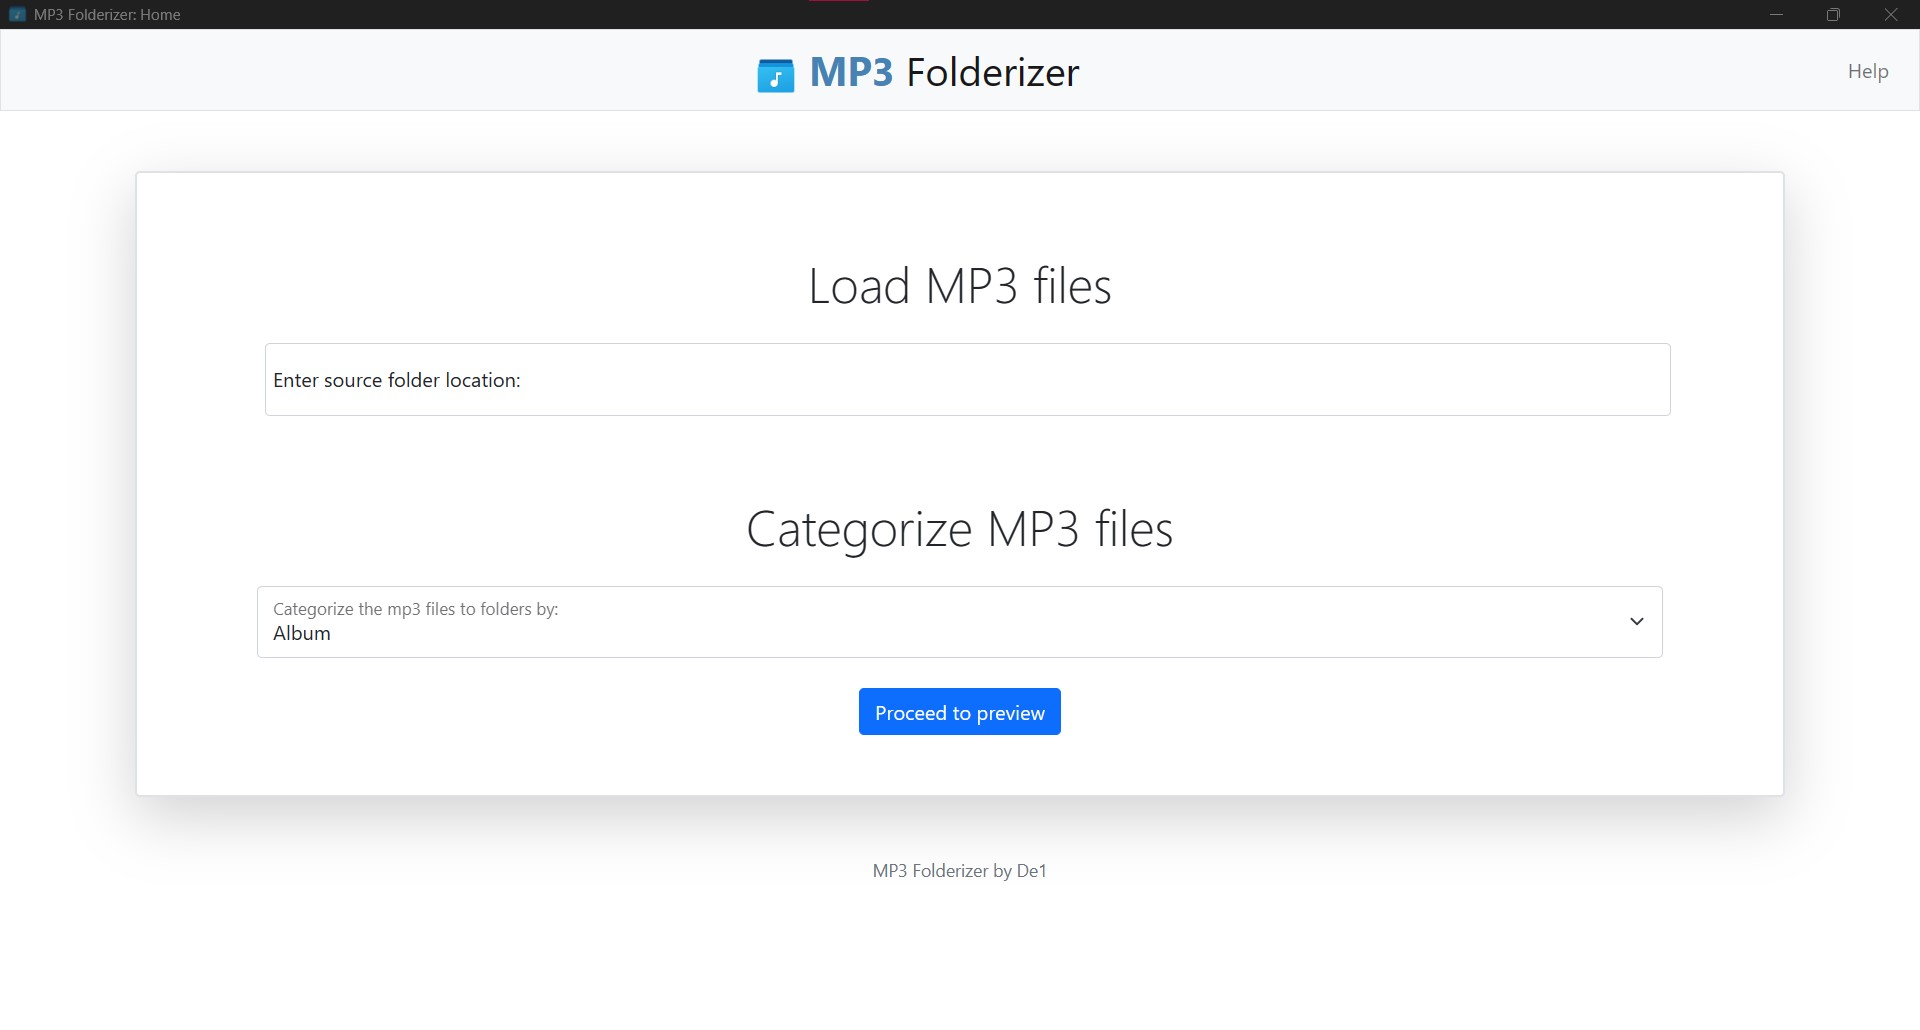 MP3 Folderizer: Home
MP3 Folderizer
Help
Load MP3 files
Enter source folder location:
Categorize MP3 files
Categorize the mp3 files to folders by:
Album
Proceed to preview
MP3 Folderizer by De1